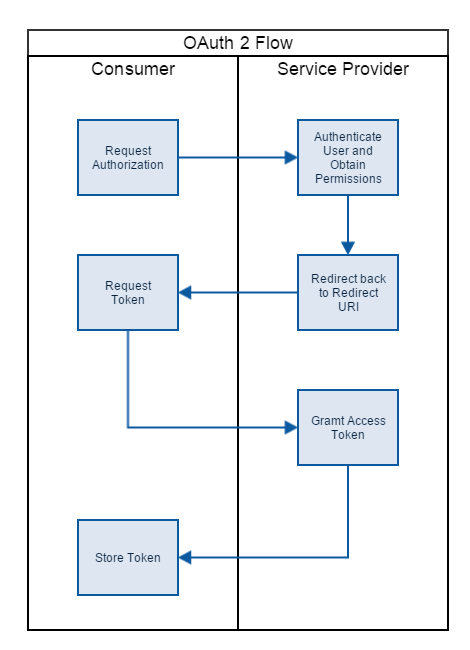 OAuth 2 Flow
Consumer
Service Provider
Request
Authorization
Authenticate
User and
Obtain
Permissions
Request
Token
Redirect back
to Redirect
URI
Gramt Access
Token
Store Token